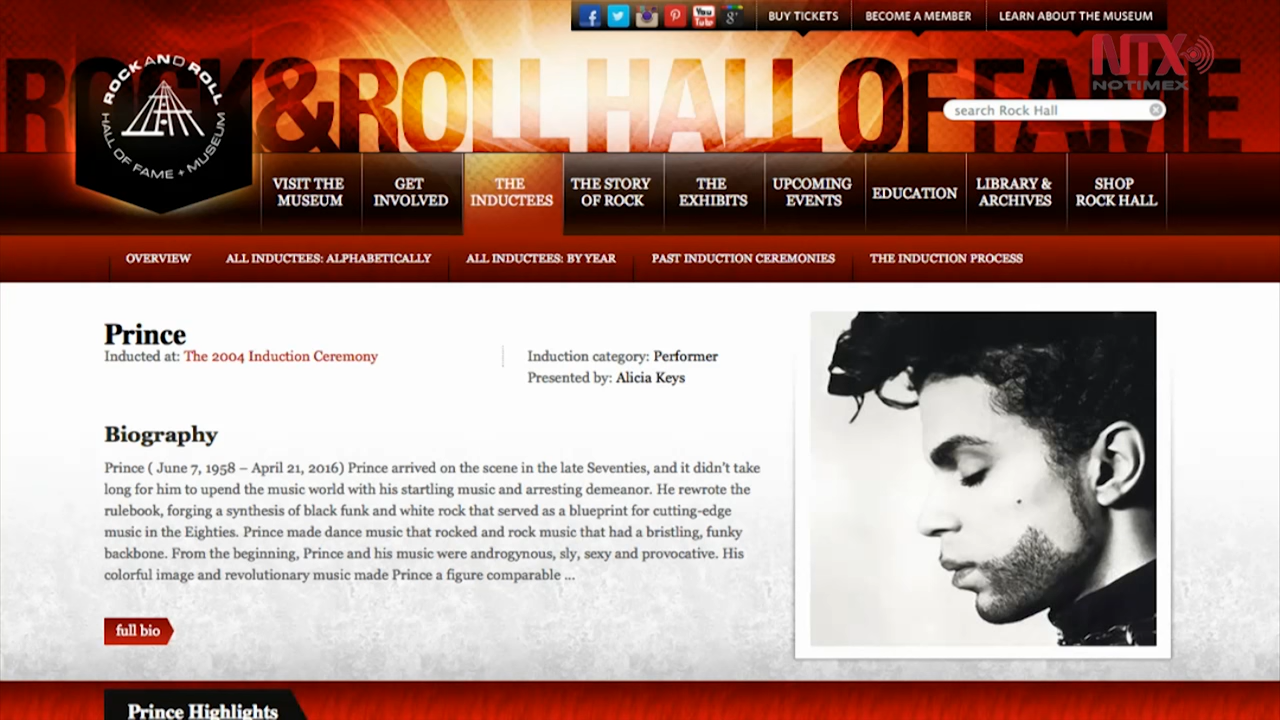 BUY TICKETS
BECOME A MEMBER
LEARN ABOUT THE MUSEUM
You Tube
NTX
NOTIMEX
ROCK & ROLL HALL OF FAME
ROCK AND ROLL
HALL OF FAME + MUSEUM
search Rock Hall
VISIT THE MUSEUM
GET INVOLVED
THE INDUCTEES
THE STORY OF ROCK
THE EXHIBITS
UPCOMING EVENTS
EDUCATION
LIBRARY & ARCHIVES
SHOP ROCK HALL
OVERVIEW
ALL INDUCTEES: ALPHABETICALLY
ALL INDUCTEES: BY YEAR
PAST INDUCTION CEREMONIES
THE INDUCTION PROCESS
Prince
Inducted at: The 2004 Induction Ceremony
Induction category: Performer
Presented by: Alicia Keys
Biography
Prince ( June 7, 1958 – April 21, 2016) Prince arrived on the scene in the late Seventies, and it didn't take
long for him to upend the music world with his startling music and arresting demeanor. He rewrote the
rulebook, forging a synthesis of black funk and white rock that served as a blueprint for cutting-edge
music in the Eighties. Prince made dance music that rocked and rock music that had a bristling, funky
backbone. From the beginning, Prince and his music were androgynous, sly, sexy and provocative. His
colorful image and revolutionary music made Prince a figure comparable ...
full bio
Prince Highlights